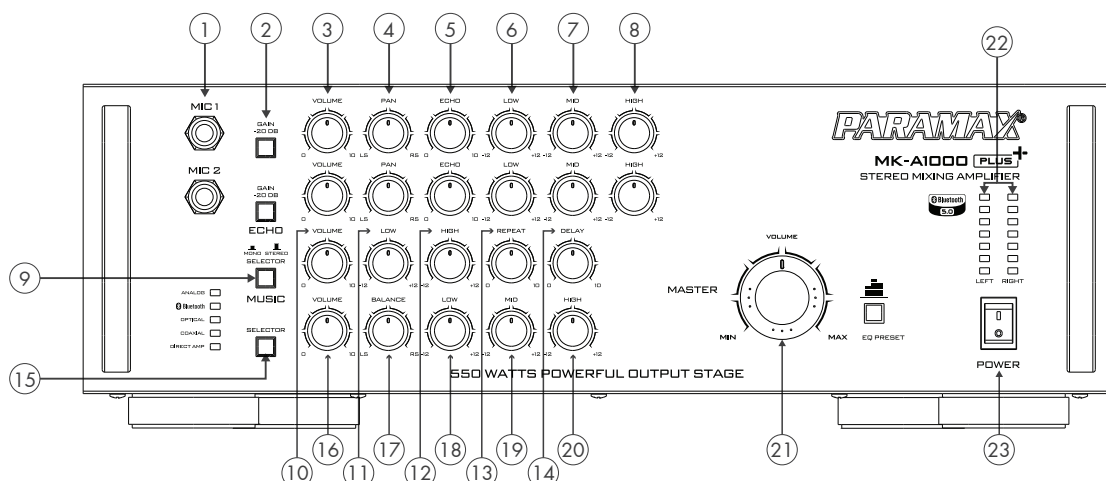 1 2 3 4 5 6 7 8 22
MIC 1
GAIN
-20 DB
VOLUME PAN ECHO LOW MID HIGH
0 10 LS RS 0 10 -12 +12 -12 +12 -12 +12
PARAMAX®
MK-A1000 PLUS+
STEREO MIXING AMPLIFIER
Bluetooth
5.0
MIC 2
GAIN
-20 DB
VOLUME PAN ECHO LOW MID HIGH
0 10 LS RS 0 10 -12 +12 -12 +12 -12 +12
ECHO
MONO STEREO
SELECTOR
9
VOLUME LOW HIGH REPEAT DELAY
0 10 0 10 0 10 0 10 0 10
MUSIC
ANALOG
Bluetooth
OPTICAL
COAXIAL
DIRECT AMP
SELECTOR
15
VOLUME BALANCE LOW MID HIGH
0 10 LS RS -12 +12 -12 +12 -12 +12
MASTER
VOLUME
MIN MAX
EQ PRESET
LEFT RIGHT
I
O
POWER
550 WATTS POWERFUL OUTPUT STAGE
10 16 11 17 12 18 13 19 14 20 21 23